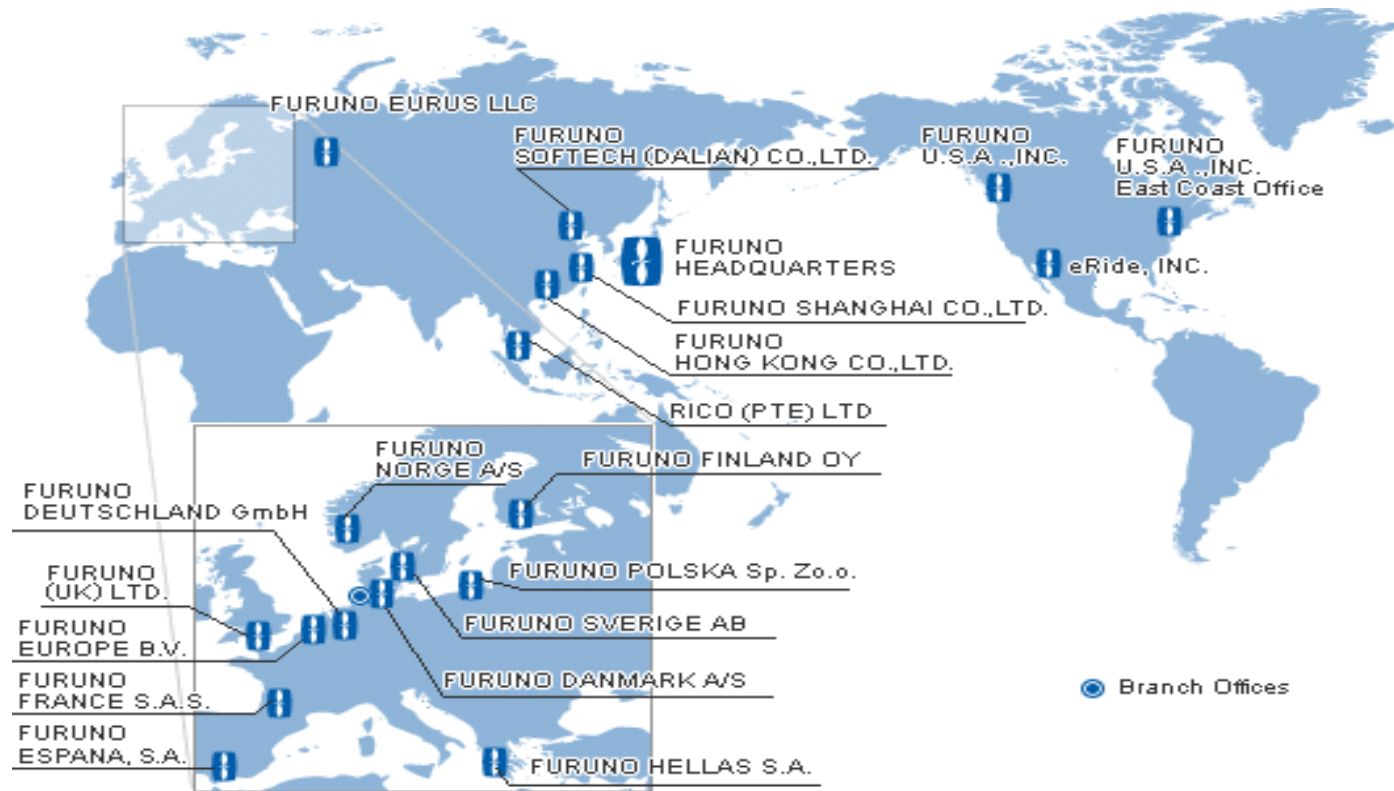 FURUNO EURUS LLC
FURUNO
SOFTECH (DALIAN) CO.,LTD.
FURUNO
U.S.A .,INC.
FURUNO
U.S.A .,INC.
East Coast Office
FURUNO
HEADQUARTERS
eRide, INC.
FURUNO SHANGHAI CO.,LTD.
FURUNO
HONG KONG CO.,LTD.
RICO (PTE) LTD
FURUNO
NORGE A/S
FURUNO FINLAND OY
FURUNO
DEUTSCHLAND GmbH
FURUNO
(UK) LTD.
FURUNO POLSKA Sp. Zo.o.
FURUNO
EUROPE B.V.
FURUNO SVERIGE AB
FURUNO
FRANCE S.A.S.
FURUNO DANMARK A/S
Branch Offices
FURUNO
ESPANA, S.A.
FURUNO HELLAS S.A.